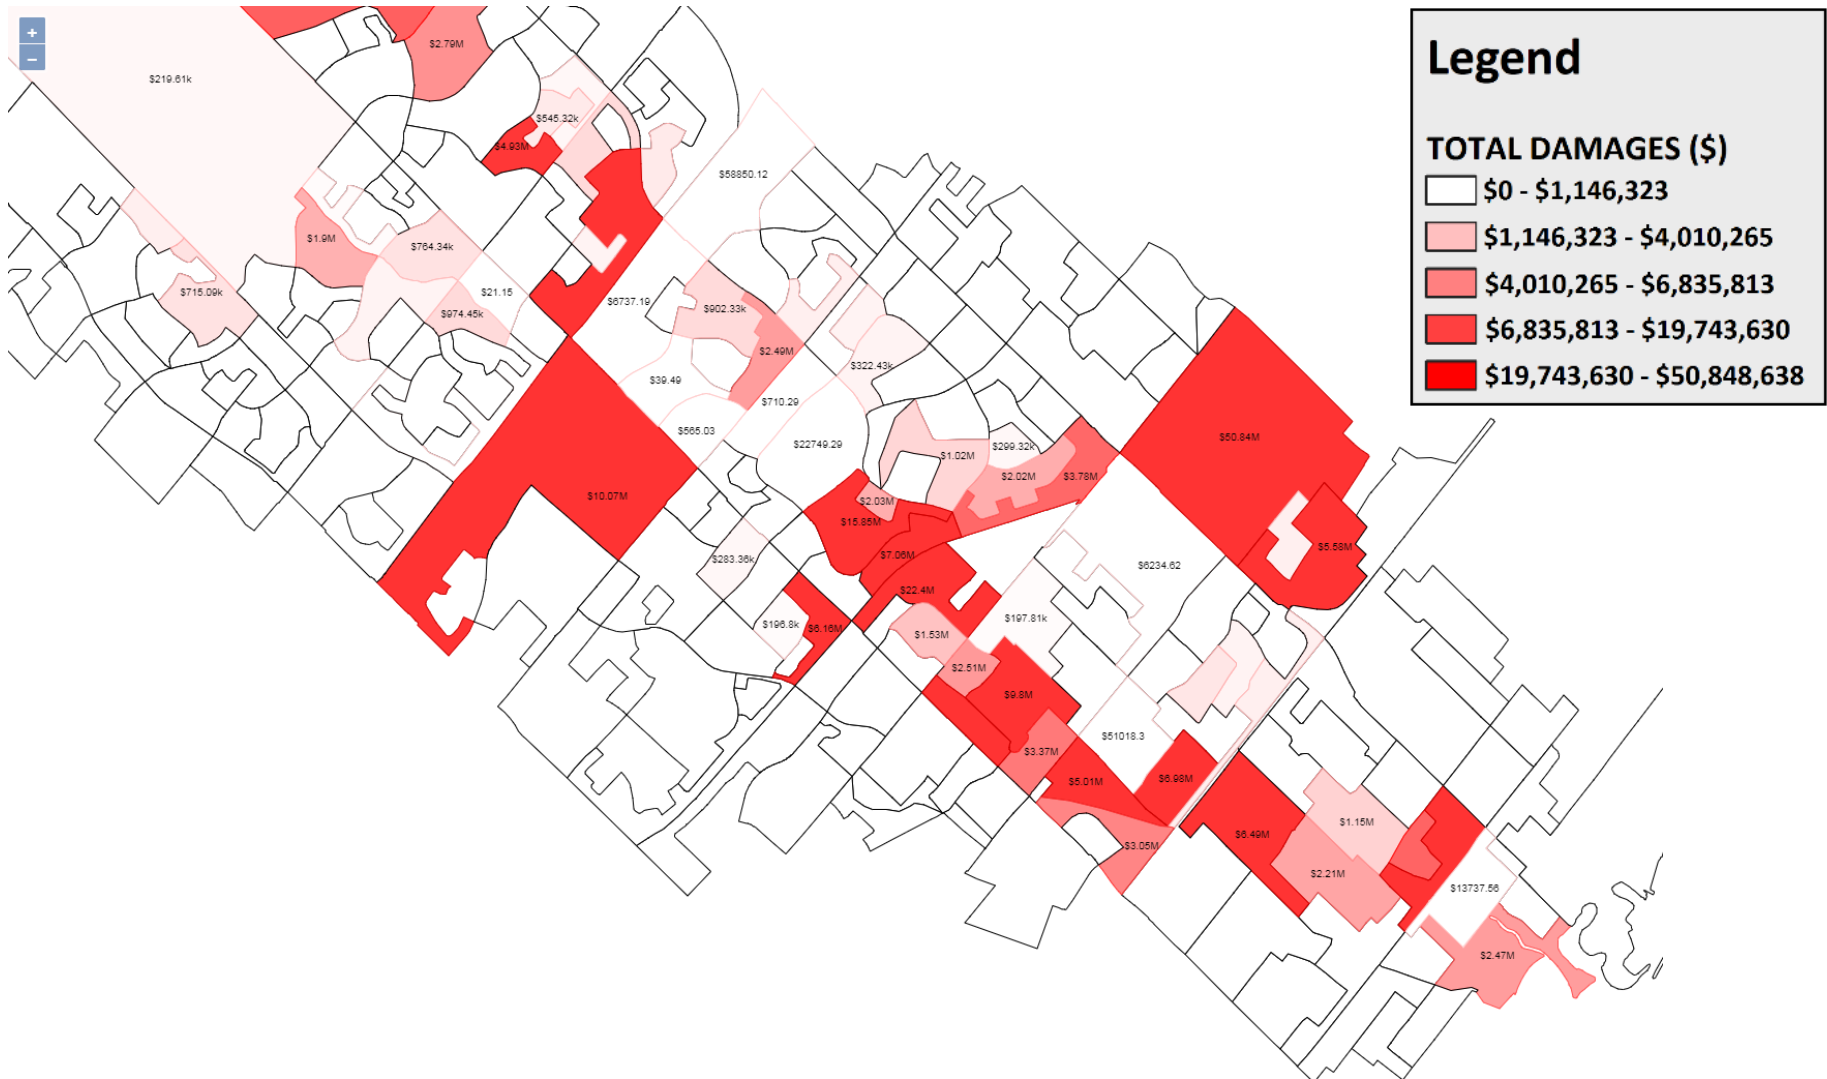 +
−
$2.79M
$219.61k
$545.32k
$4.93M
$58850.12
$1.9M
$764.34k
$715.09k
$21.15
$6737.19
$974.45k
$902.33k
$2.49M
$322.43k
$39.49
$710.29
$565.03
$22749.29
$299.32k
$1.02M
$2.02M
$3.78M
$50.84M
$10.07M
$2.03M
$15.85M
$7.06M
$283.36k
$5.58M
$6234.62
$22.4M
$197.81k
$196.8k
$6.16M
$1.53M
$2.51M
$9.8M
$51018.3
$3.37M
$5.01M
$6.98M
$6.49M
$1.15M
$3.05M
$2.21M
$13737.56
$2.47M
Legend
TOTAL DAMAGES ($)
$0 - $1,146,323
$1,146,323 - $4,010,265
$4,010,265 - $6,835,813
$6,835,813 - $19,743,630
$19,743,630 - $50,848,638